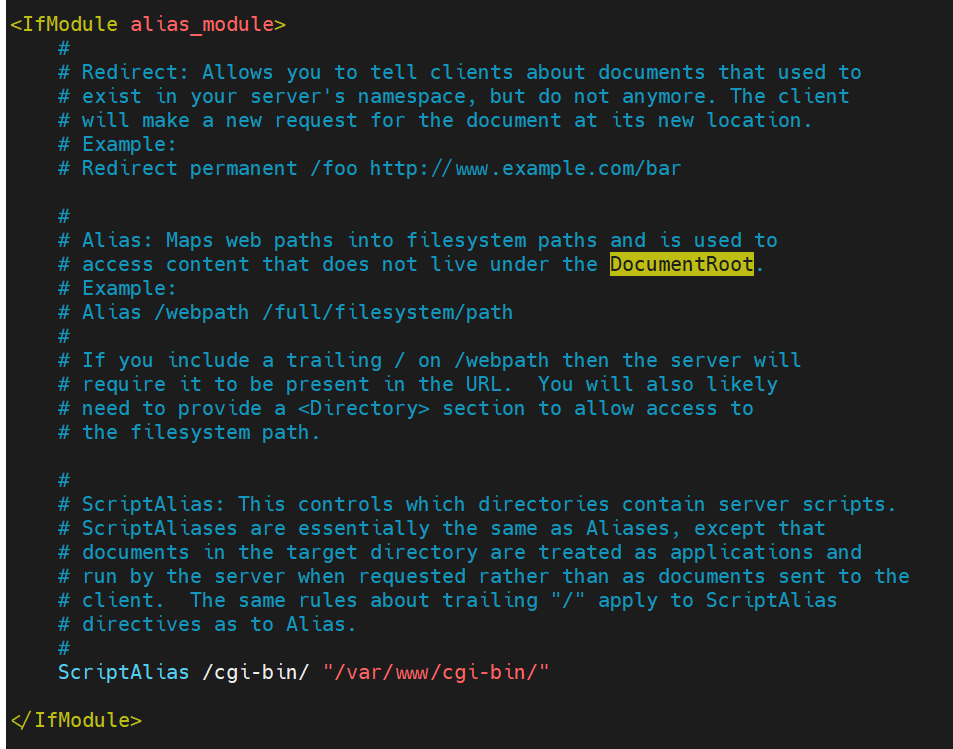 <IfModule alias_module>
    #
    # Redirect: Allows you to tell clients about documents that used to
    # exist in your server's namespace, but do not anymore. The client
    # will make a new request for the document at its new location.
    # Example:
    # Redirect permanent /foo http://www.example.com/bar

    #
    # Alias: Maps web paths into filesystem paths and is used to
    # access content that does not live under the DocumentRoot.
    # Example:
    # Alias /webpath /full/filesystem/path
    #
    # If you include a trailing / on /webpath then the server will
    # require it to be present in the URL.  You will also likely
    # need to provide a <Directory> section to allow access to
    # the filesystem path.

    #
    # ScriptAlias: This controls which directories contain server scripts.
    # ScriptAliases are essentially the same as Aliases, except that
    # documents in the target directory are treated as applications and
    # run by the server when requested rather than as documents sent to the
    # client.  The same rules about trailing "/" apply to ScriptAlias
    # directives as to Alias.
    #
    ScriptAlias /cgi-bin/ "/var/www/cgi-bin/"

</IfModule>